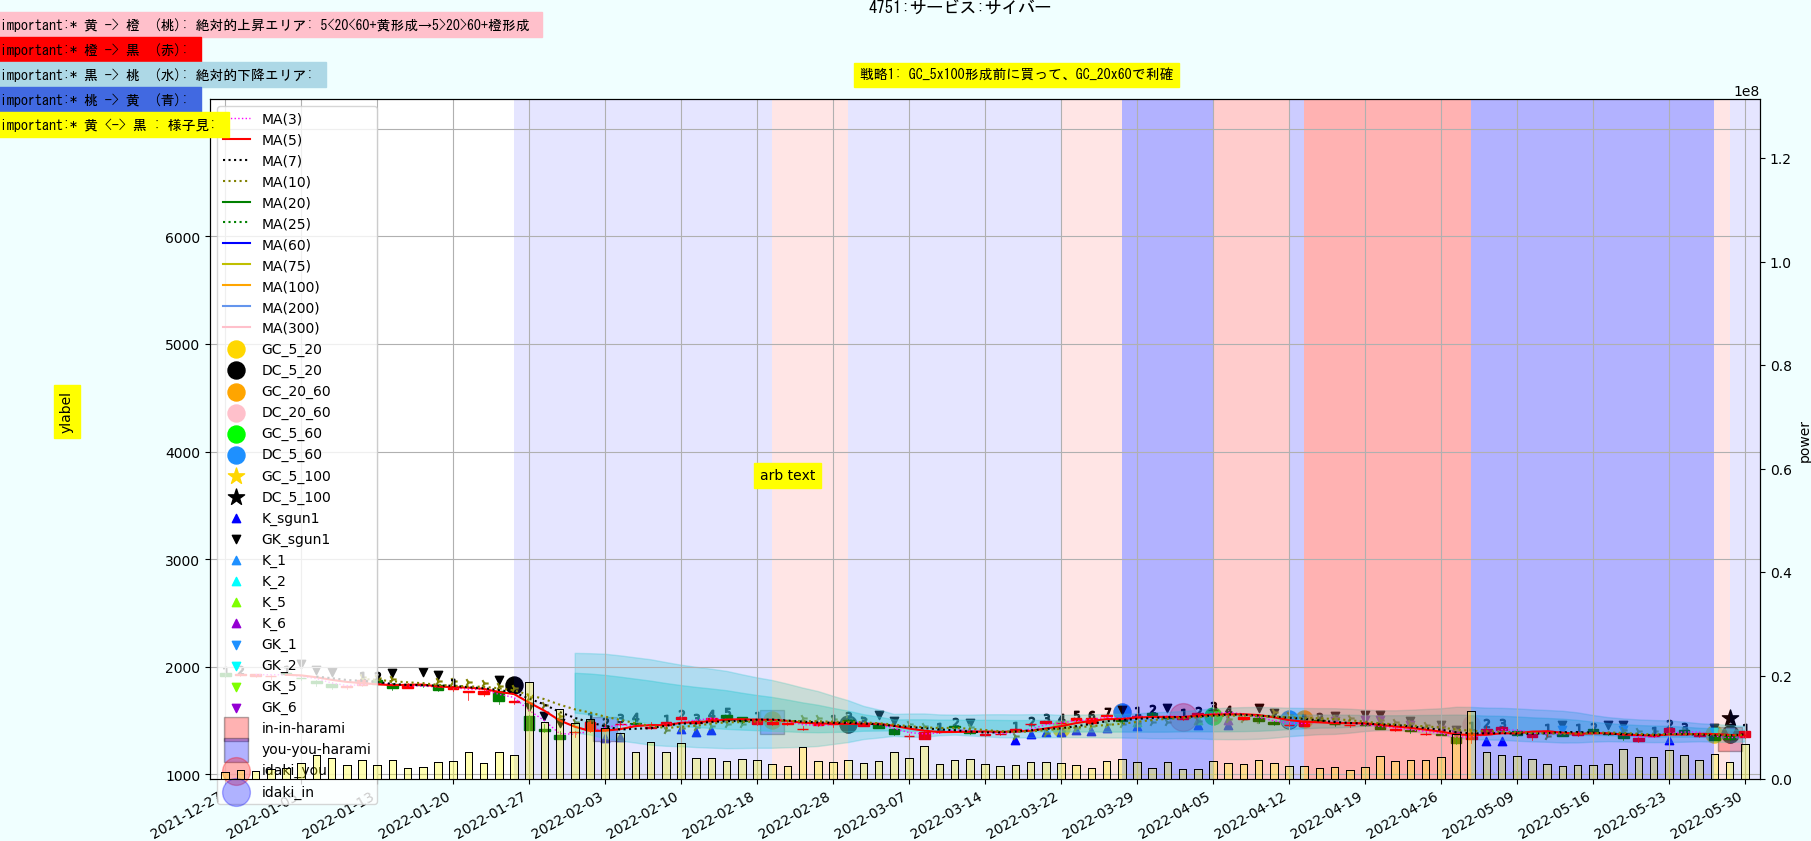 4751:サービス:サイバー
important:* 黄 -> 橙 (桃): 絶対的上昇エリア: 5<20<60+黄形成→5>20>60+橙形成
important:* 橙 -> 黒 (赤):
important:* 黒 -> 桃 (水): 絶対的下降エリア:
戦略1: GC_5x100形成前に買って、GC_20x60で利確
important:* 桃 -> 黄 (青):
important:* 黄 <-> 黒 : 様子見:
1e8
MA(3)
MA(5)
MA(7)
MA(10)
MA(20)
MA(25)
MA(60)
MA(75)
MA(100)
MA(200)
MA(300)
GC_5_20
DC_5_20
GC_20_60
DC_20_60
GC_5_60
DC_5_60
GC_5_100
DC_5_100
K_sgun1
GK_sgun1
K_1
K_2
K_5
K_6
GK_1
GK_2
GK_5
GK_6
in-in-harami
you-you-harami
idaki_you
idaki_in
6000
5000
4000
3000
2000
1000
ylabel
arb text
1.2
1.0
0.8
0.6
0.4
0.2
0.0
power
2021-12-27
2022-01-13
2022-01-20
2022-01-27
2022-02-03
2022-02-10
2022-02-18
2022-02-28
2022-03-07
2022-03-14
2022-03-22
2022-03-29
2022-04-05
2022-04-12
2022-04-19
2022-04-26
2022-05-09
2022-05-16
2022-05-23
2022-05-30